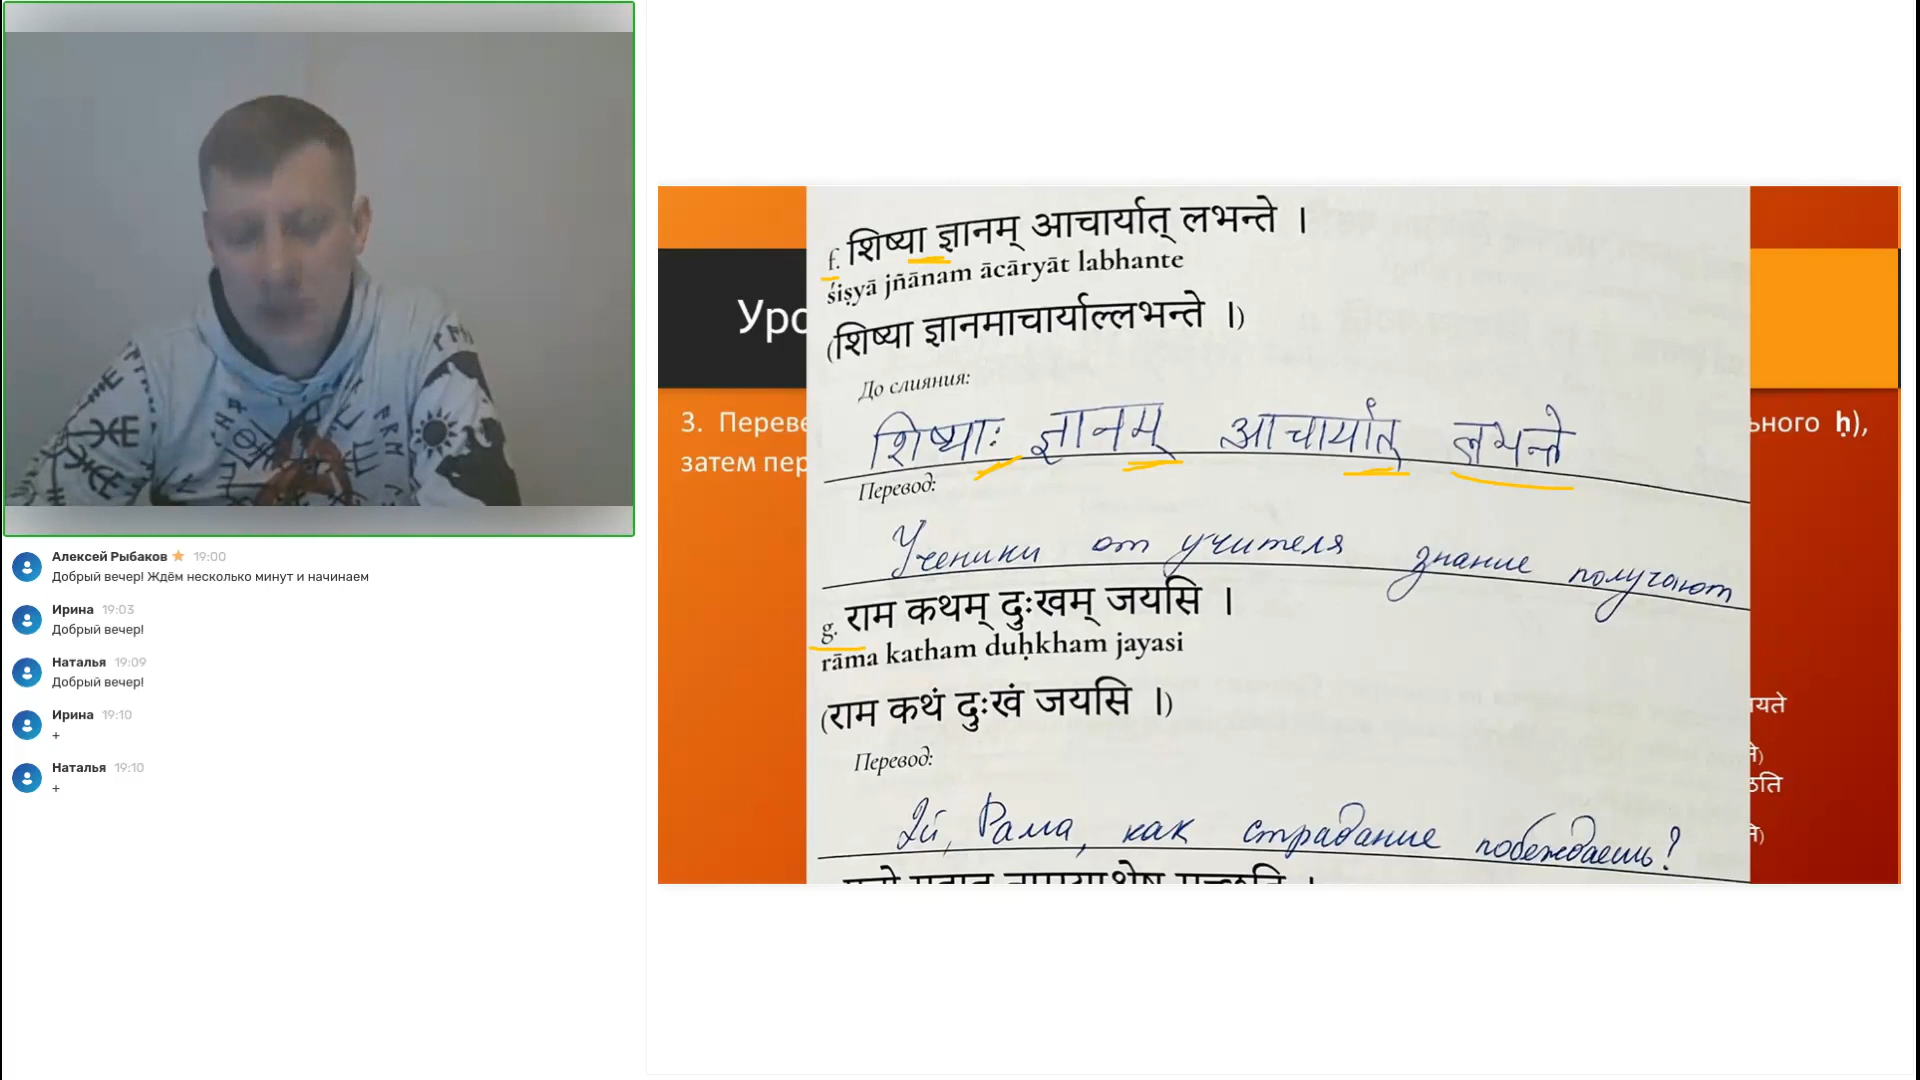 Алексей Рыбаков 19:00
Добрый вечер! Ждём несколько минут и начинаем
Ирина 19:03
Добрый вечер!
Наталья 19:09
Добрый вечер!
Ирина 19:10
+
Наталья 19:10
+
Уро
3. Переве
затем пер
ьного ḥ),
f. शिष्या ज्ञानम् आचार्यात् लभन्ते ।
śiṣyā jñānam ācāryāt labhante
(शिष्या ज्ञानमाचार्याल्लभन्ते ।)
До слияния:
शिष्याः ज्ञानम् आचार्यात् लभन्ते
Перевод:
Ученики от учителя знание получают
g. राम कथम् दुःखम् जयसि ।
rāma katham duḥkham jayasi
(राम कथं दुःखं जयसि ।)
Перевод:
Эй, Рама, как страдание побеждаешь?